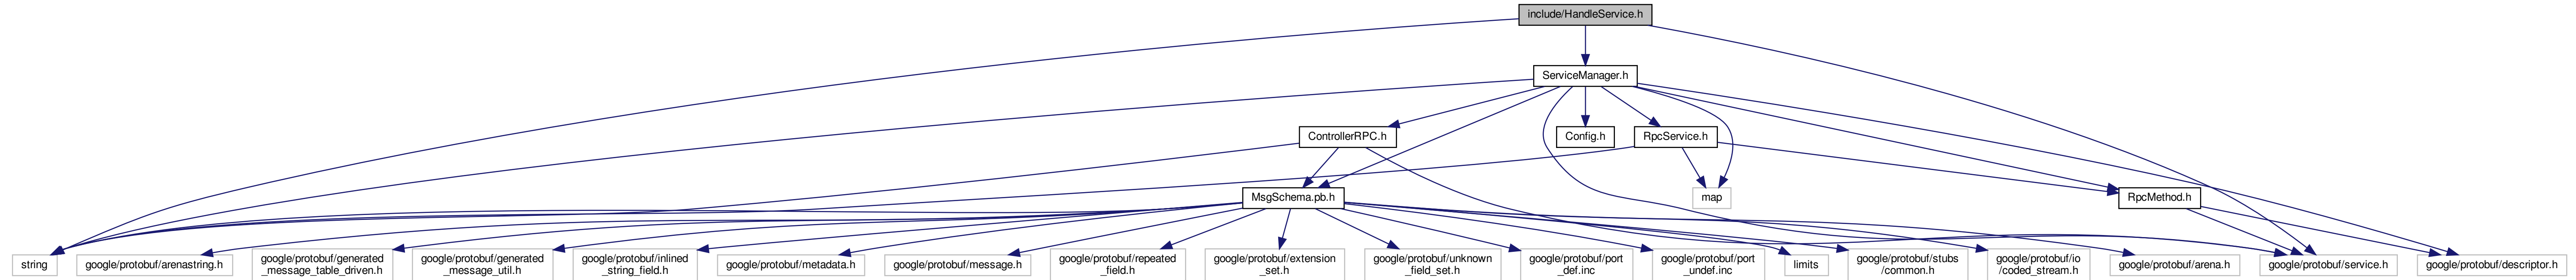 include/HandleService.h
ServiceManager.h
ControllerRPC.h
Config.h
RpcService.h
MsgSchema.pb.h
map
RpcMethod.h
string
google/protobuf/arenastring.h
google/protobuf/generated
_message_table_driven.h
google/protobuf/generated
_message_util.h
google/protobuf/inlined
_string_field.h
google/protobuf/metadata.h
google/protobuf/message.h
google/protobuf/repeated
_field.h
google/protobuf/extension
_set.h
google/protobuf/unknown
_field_set.h
google/protobuf/port
_def.inc
google/protobuf/port
_undef.inc
limits
google/protobuf/stubs
/common.h
google/protobuf/io
/coded_stream.h
google/protobuf/arena.h
google/protobuf/service.h
google/protobuf/descriptor.h